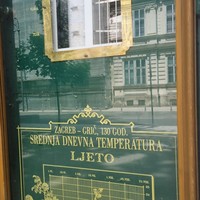 ZAGREB - GRIČ, 130 GOD.
SREDNJA DNEVNA TEMPERATURA
LJETO